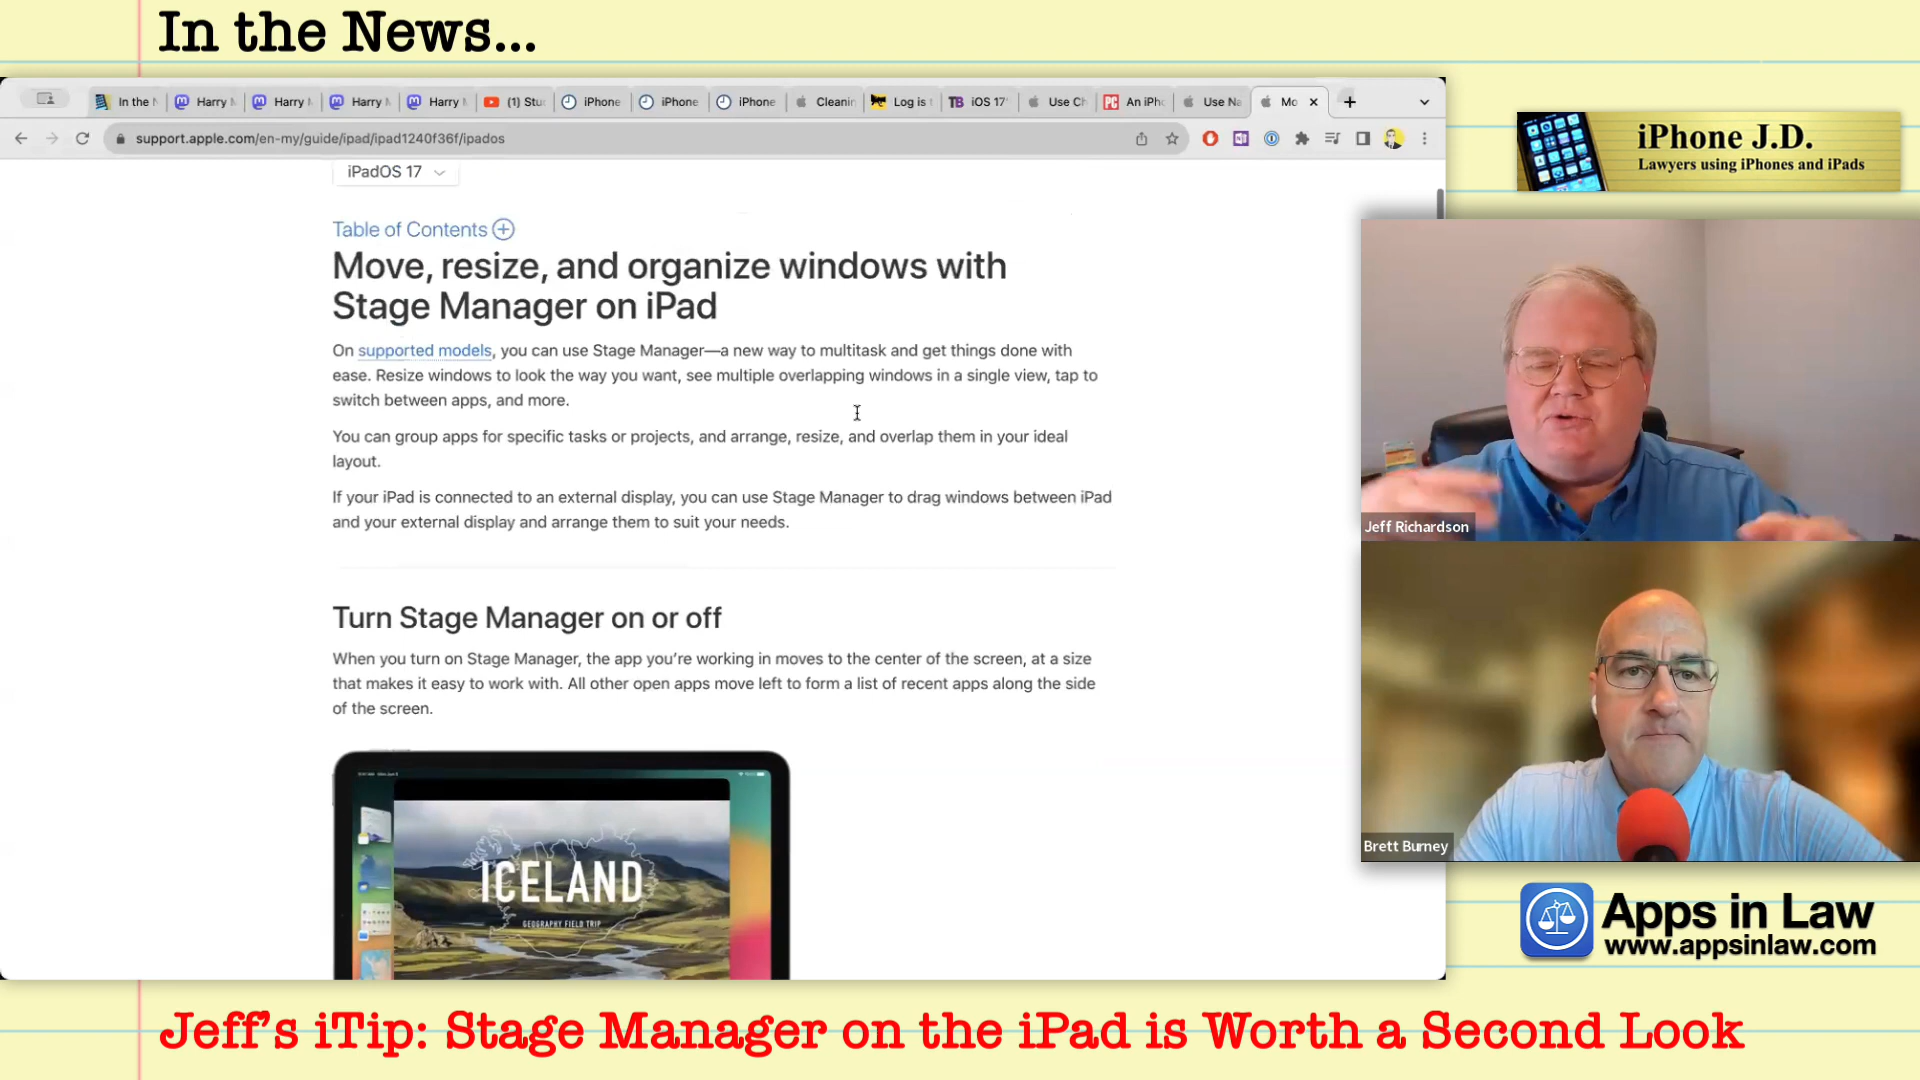 In the News...
In the N
Harry M
Harry M
Harry M
Harry M
(1) Stu
iPhone
iPhone
iPhone
Cleanin
Log is t
TB iOS 17
Use Ch
PC An iPh
Use Na
Mo
support.apple.com/en-my/guide/ipad/ipad1240f36f/ipados
iPadOS 17
Table of Contents
Move, resize, and organize windows with
Stage Manager on iPad
On supported models, you can use Stage Manager—a new way to multitask and get things done with
ease. Resize windows to look the way you want, see multiple overlapping windows in a single view, tap to
switch between apps, and more.
You can group apps for specific tasks or projects, and arrange, resize, and overlap them in your ideal
layout.
If your iPad is connected to an external display, you can use Stage Manager to drag windows between iPad
and your external display and arrange them to suit your needs.
Turn Stage Manager on or off
When you turn on Stage Manager, the app you're working in moves to the center of the screen, at a size
that makes it easy to work with. All other open apps move left to form a list of recent apps along the side
of the screen.
ICELAND
GEOGRAPHY FIELD TRIP
iPhone J.D.
Lawyers using iPhones and iPads
Jeff Richardson
Brett Burney
Apps in Law
www.appsinlaw.com
Jeff's iTip: Stage Manager on the iPad is Worth a Second Look